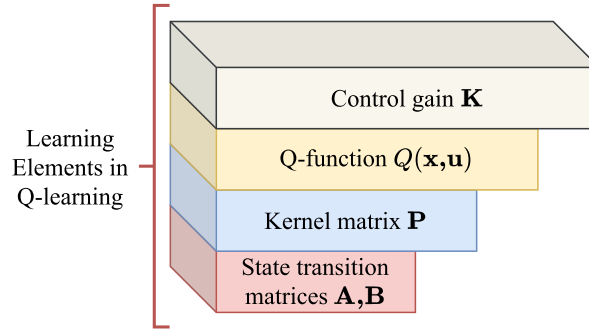 Learning
Elements in
Q-learning
Control gain K
Q-function Q(x,u)
Kernel matrix P
State transition
matrices A,B